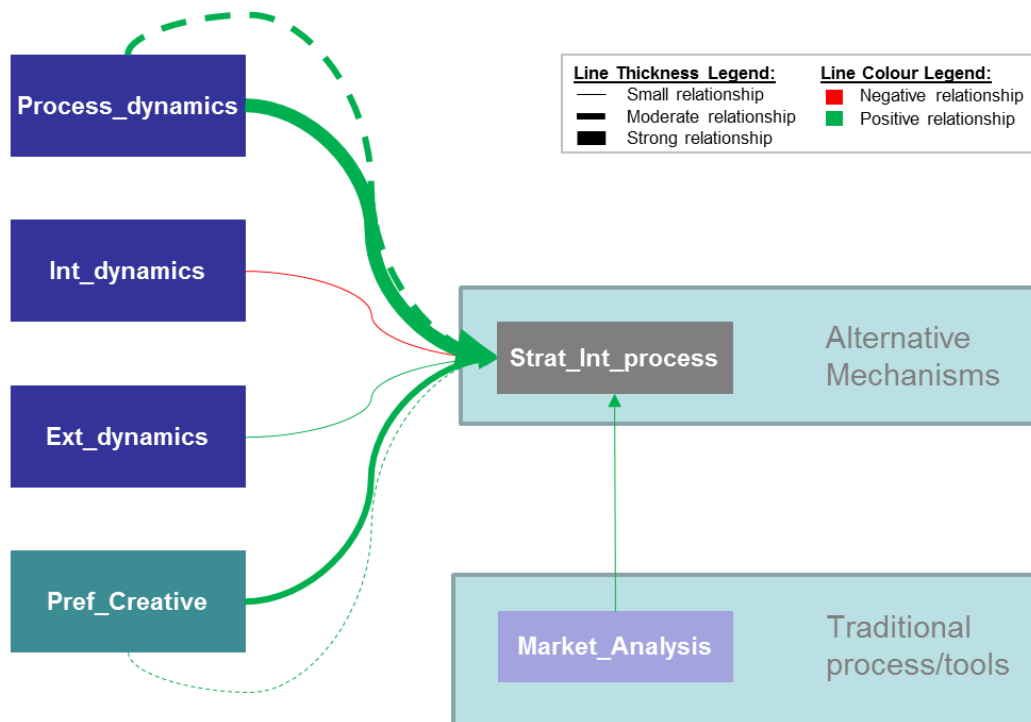 Process_dynamics
Int_dynamics
Ext_dynamics
Pref_Creative
Line Thickness Legend:
Small relationship
Moderate relationship
Strong relationship
Line Colour Legend:
Negative relationship
Positive relationship
Strat_Int_process
Alternative
Mechanisms
Market_Analysis
Traditional
process/tools